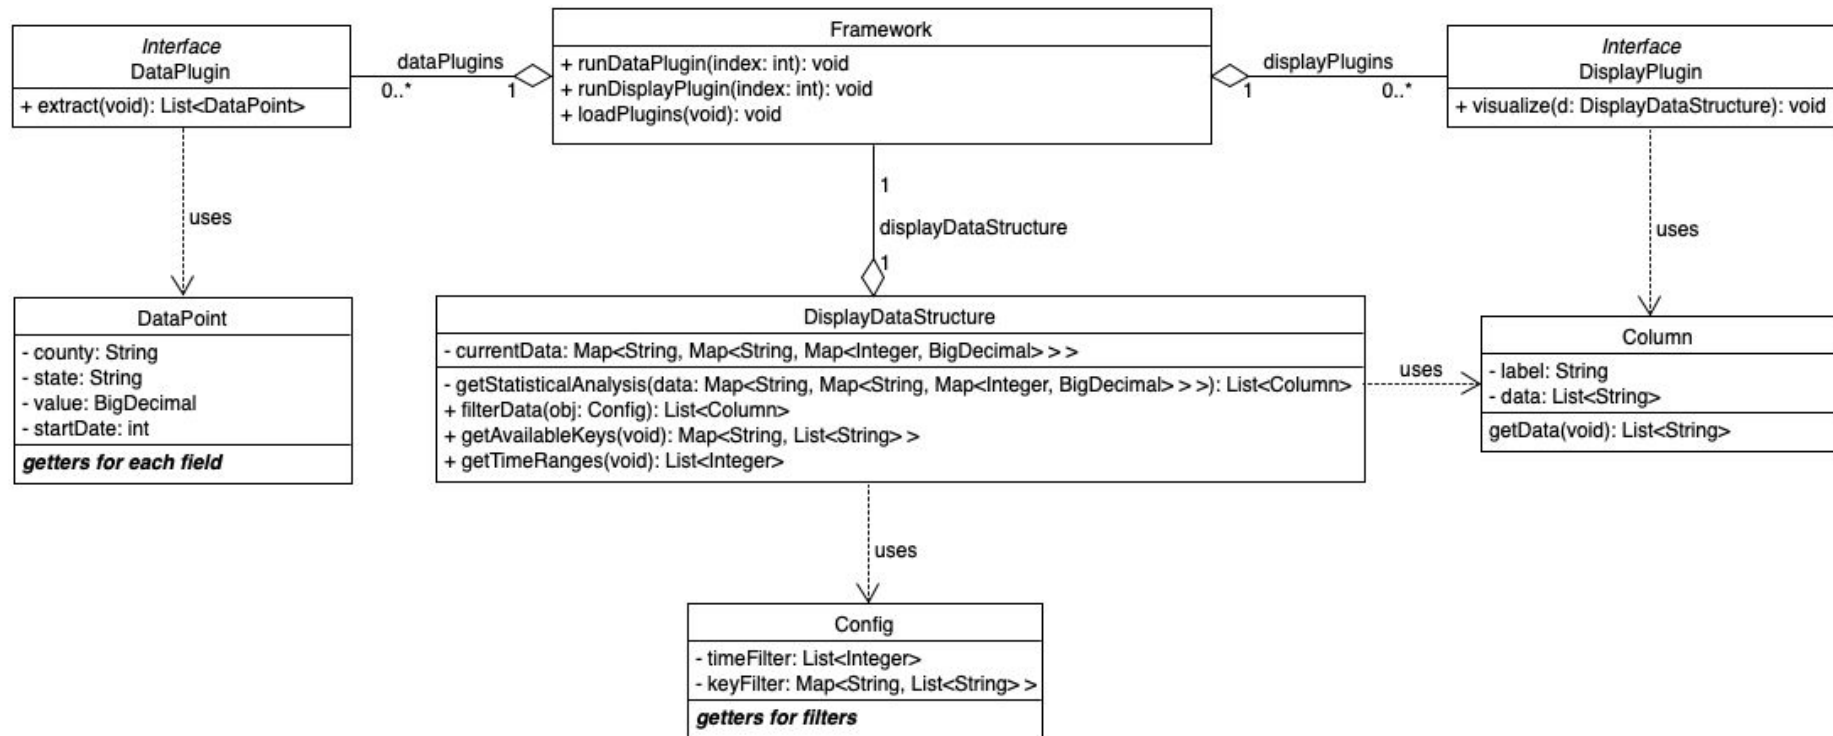 Interface
DataPlugin
+ extract(void): List<DataPoint>
dataPlugins
0..*
1
Framework
+ runDataPlugin(index: int): void
+ runDisplayPlugin(index: int): void
+ loadPlugins(void): void
displayPlugins
1
0..*
Interface
DisplayPlugin
+ visualize(d: DisplayDataStructure): void
uses
1
displayDataStructure
1
uses
DataPoint
- county: String
- state: String
- value: BigDecimal
- startDate: int
getters for each field
DisplayDataStructure
- currentData: Map<String, Map<String, Map<Integer, BigDecimal> > >
- getStatisticalAnalysis(data: Map<String, Map<String, Map<Integer, BigDecimal> > >): List<Column>
+ filterData(obj: Config): List<Column>
+ getAvailableKeys(void): Map<String, List<String> >
+ getTimeRanges(void): List<Integer>
uses
Column
- label: String
- data: List<String>
getData(void): List<String>
uses
Config
- timeFilter: List<Integer>
- keyFilter: Map<String, List<String> >
getters for filters